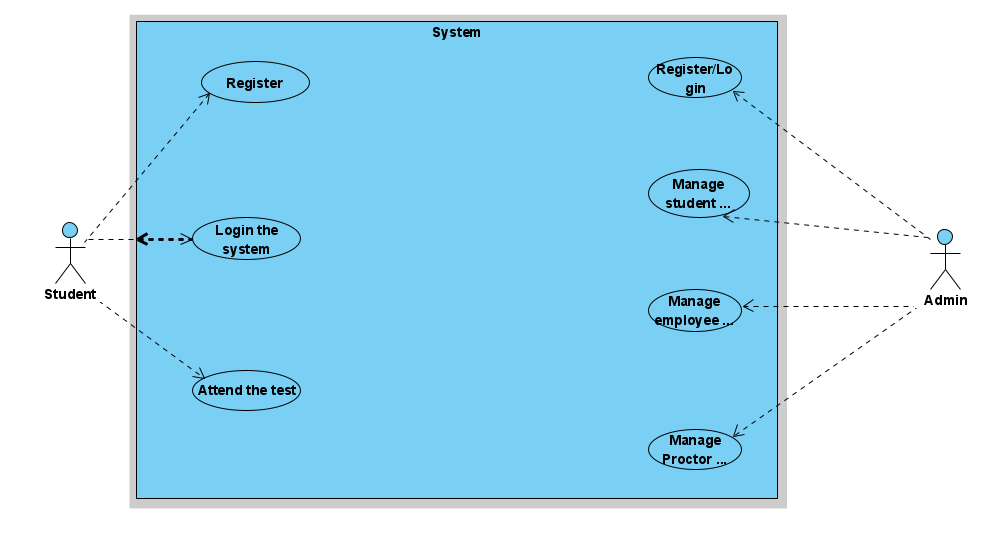 System
Register
Register/Lo
gin
Manage
student ...
Login the
system
Student
Admin
Manage
employee ...
Attend the test
Manage
Proctor ...